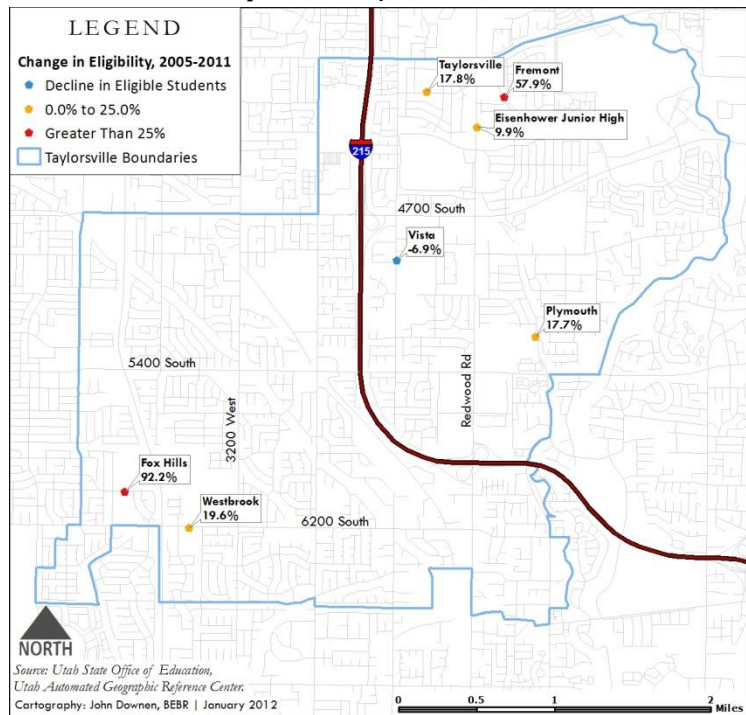 LEGEND
Change in Eligibility, 2005-2011
Decline in Eligible Students
0.0% to 25.0%
Greater Than 25%
Taylorsville Boundaries
Taylorsville
17.8%
Fremont
57.9%
Eisenhower Junior High
9.9%
215
4700 South
Vista
-6.9%
Plymouth
17.7%
5400 South
3200 West
Redwood Rd
Fox Hills
92.2%
Westbrook
19.6%
6200 South
NORTH
Source: Utah State Office of Education,
Utah Automated Geographic Reference Center.
Cartography: John Downen, BEBR | January 2012
0 0.5 1 2
Miles